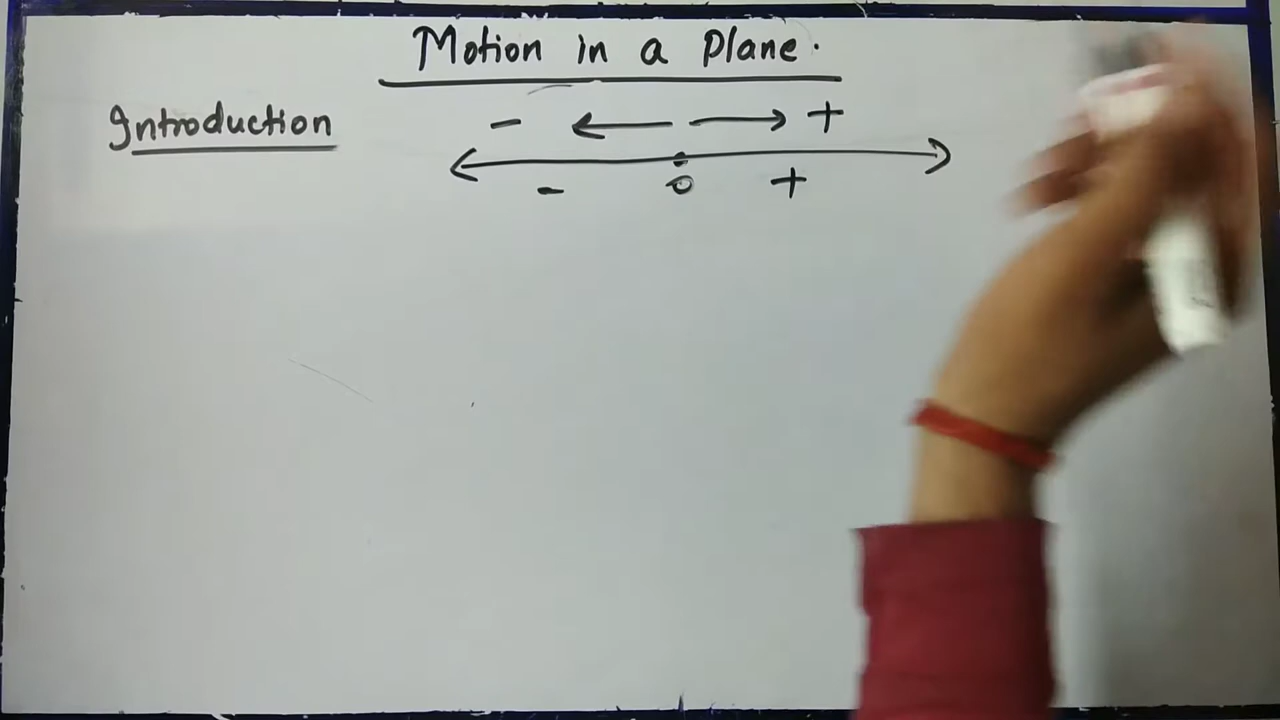 Motion in a Plane.
Introduction
- ← → +
- 0 +